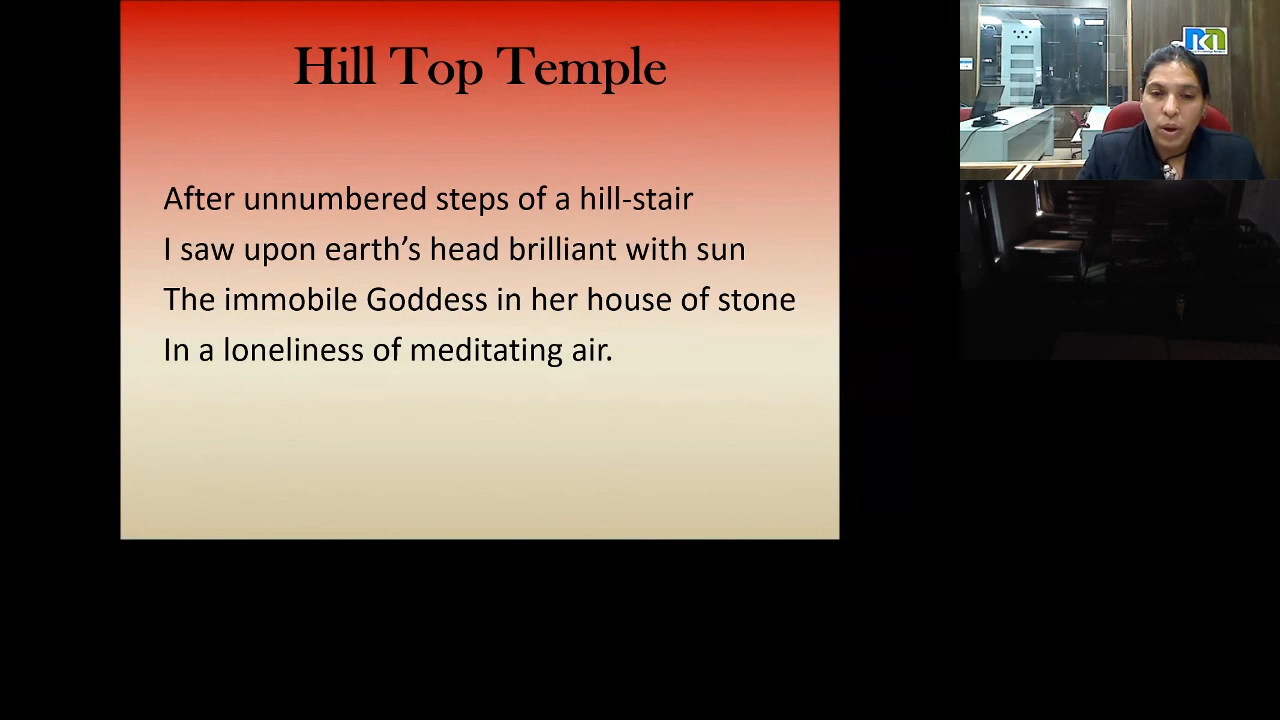 Hill Top Temple
After unnumbered steps of a hill-stair
I saw upon earth’s head brilliant with sun
The immobile Goddess in her house of stone
In a loneliness of meditating air.